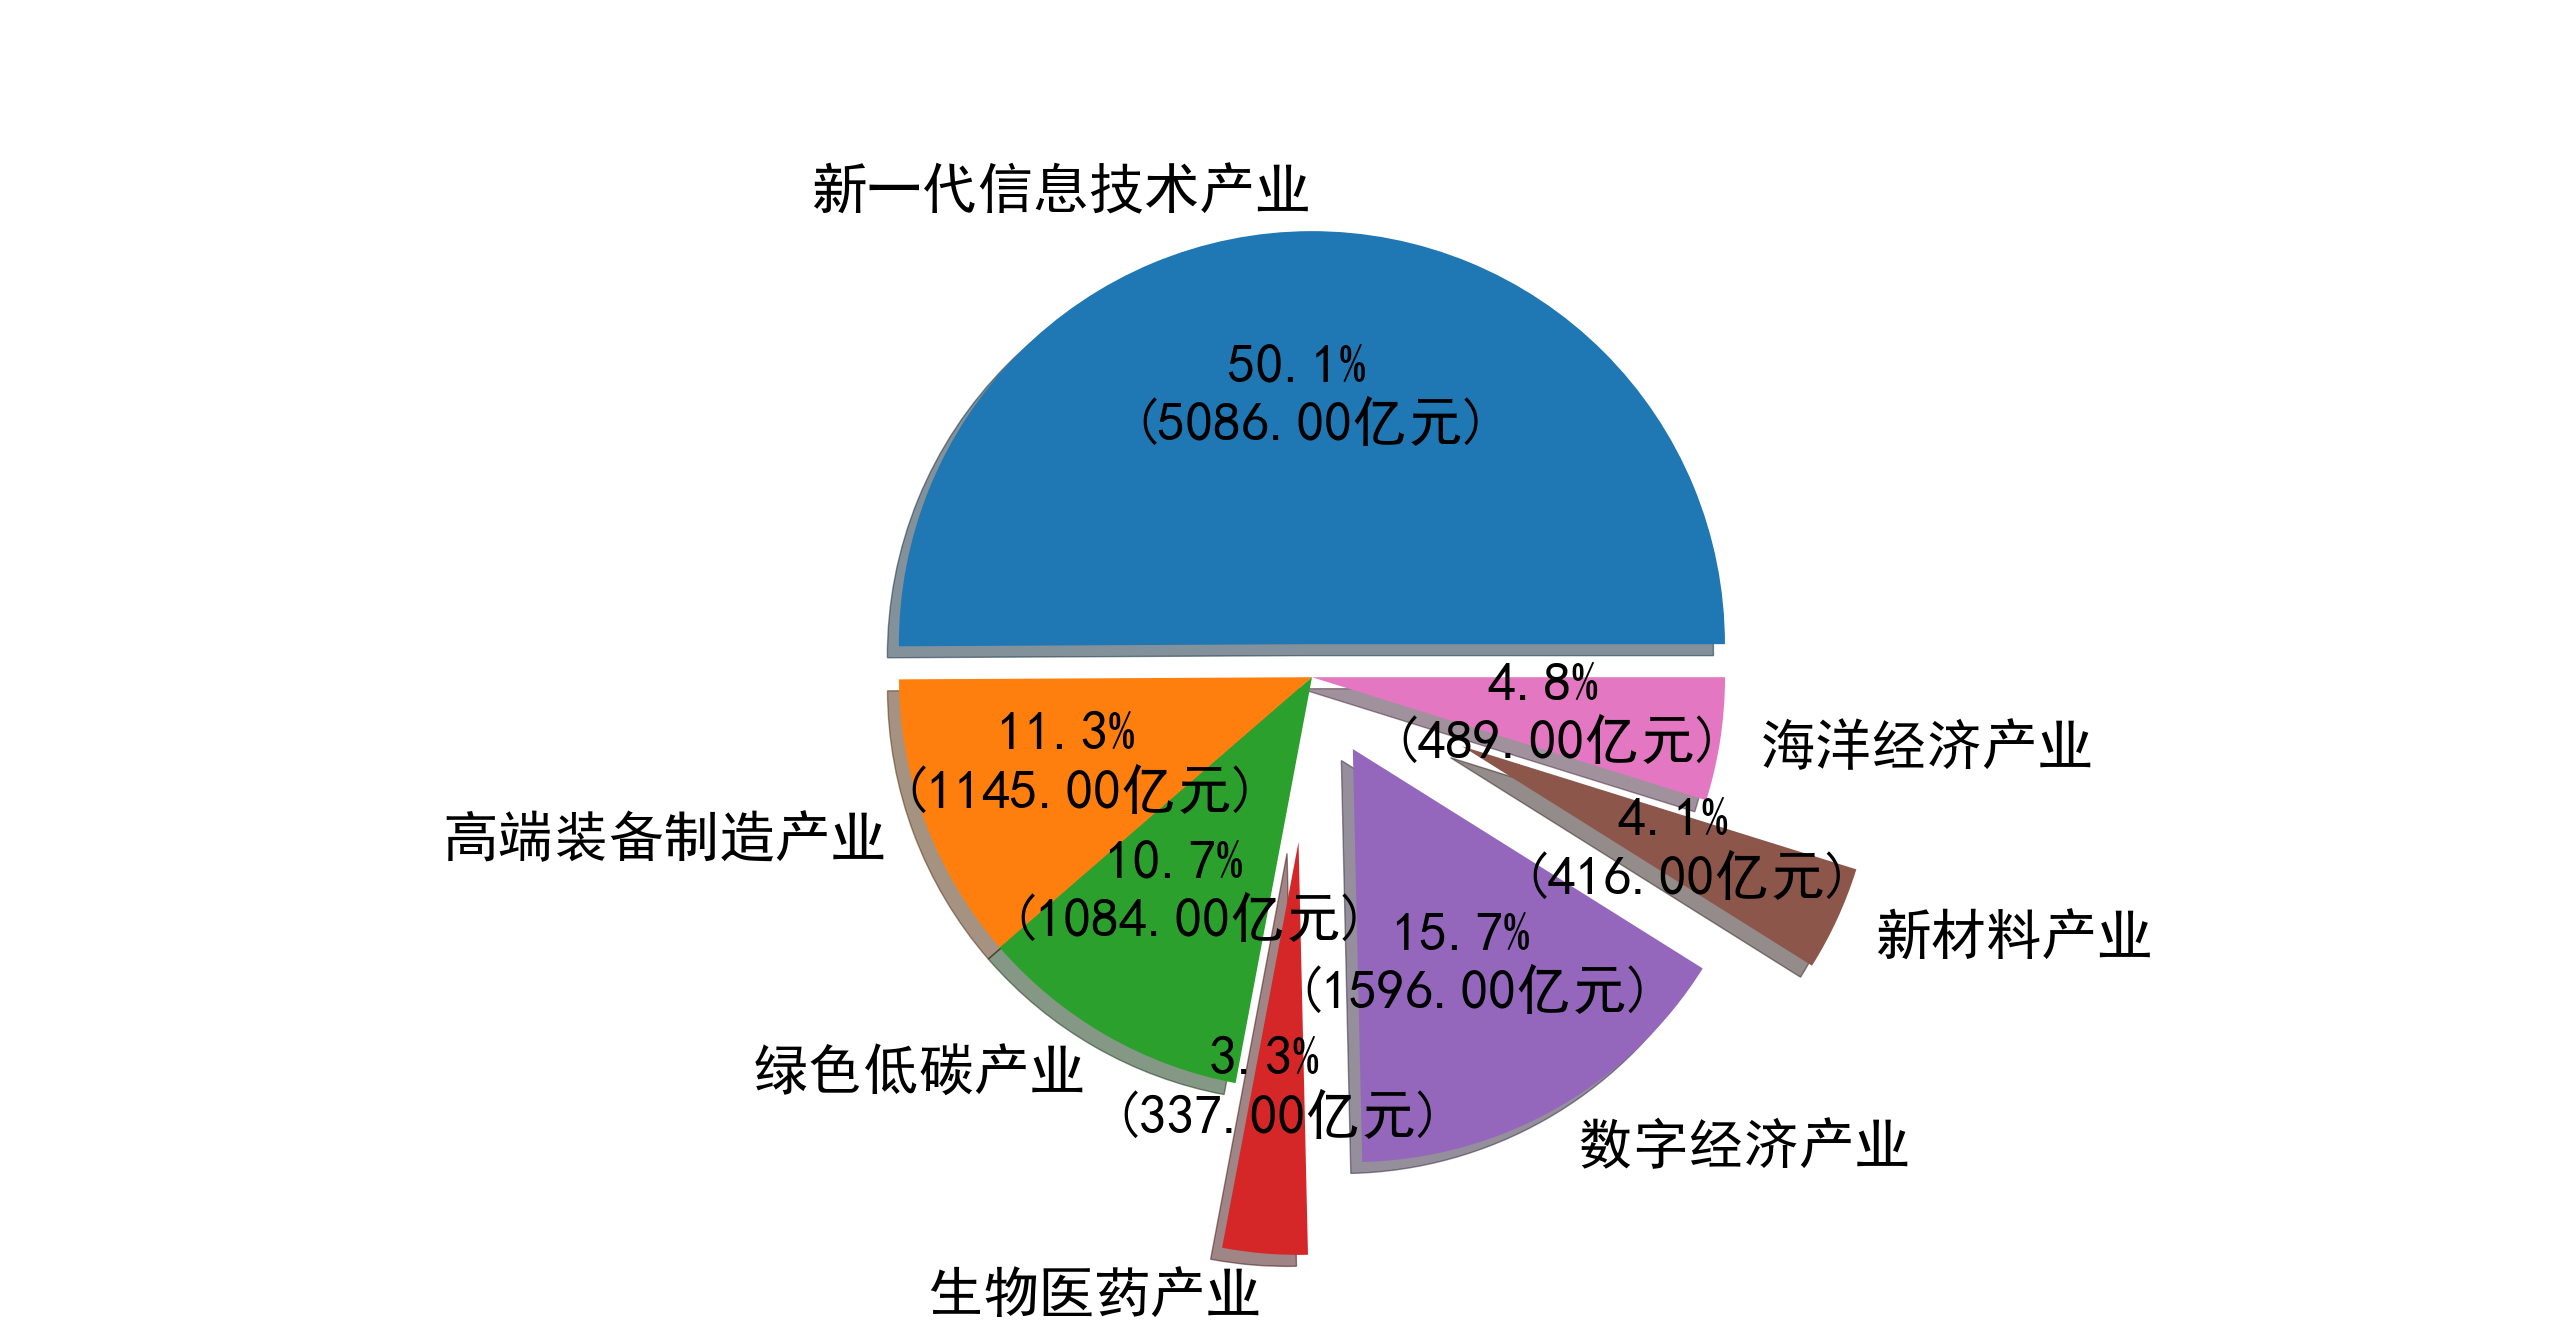 新一代信息技术产业
50.1%
(5086.00亿元)
4.8%
(489.00亿元)
海洋经济产业
11.3%
(1145.00亿元)
高端装备制造产业
4.1%
(416.00亿元)
新材料产业
10.7%
(1084.00亿元)
15.7%
(1596.00亿元)
绿色低碳产业
3.3%
(337.00亿元)
数字经济产业
生物医药产业